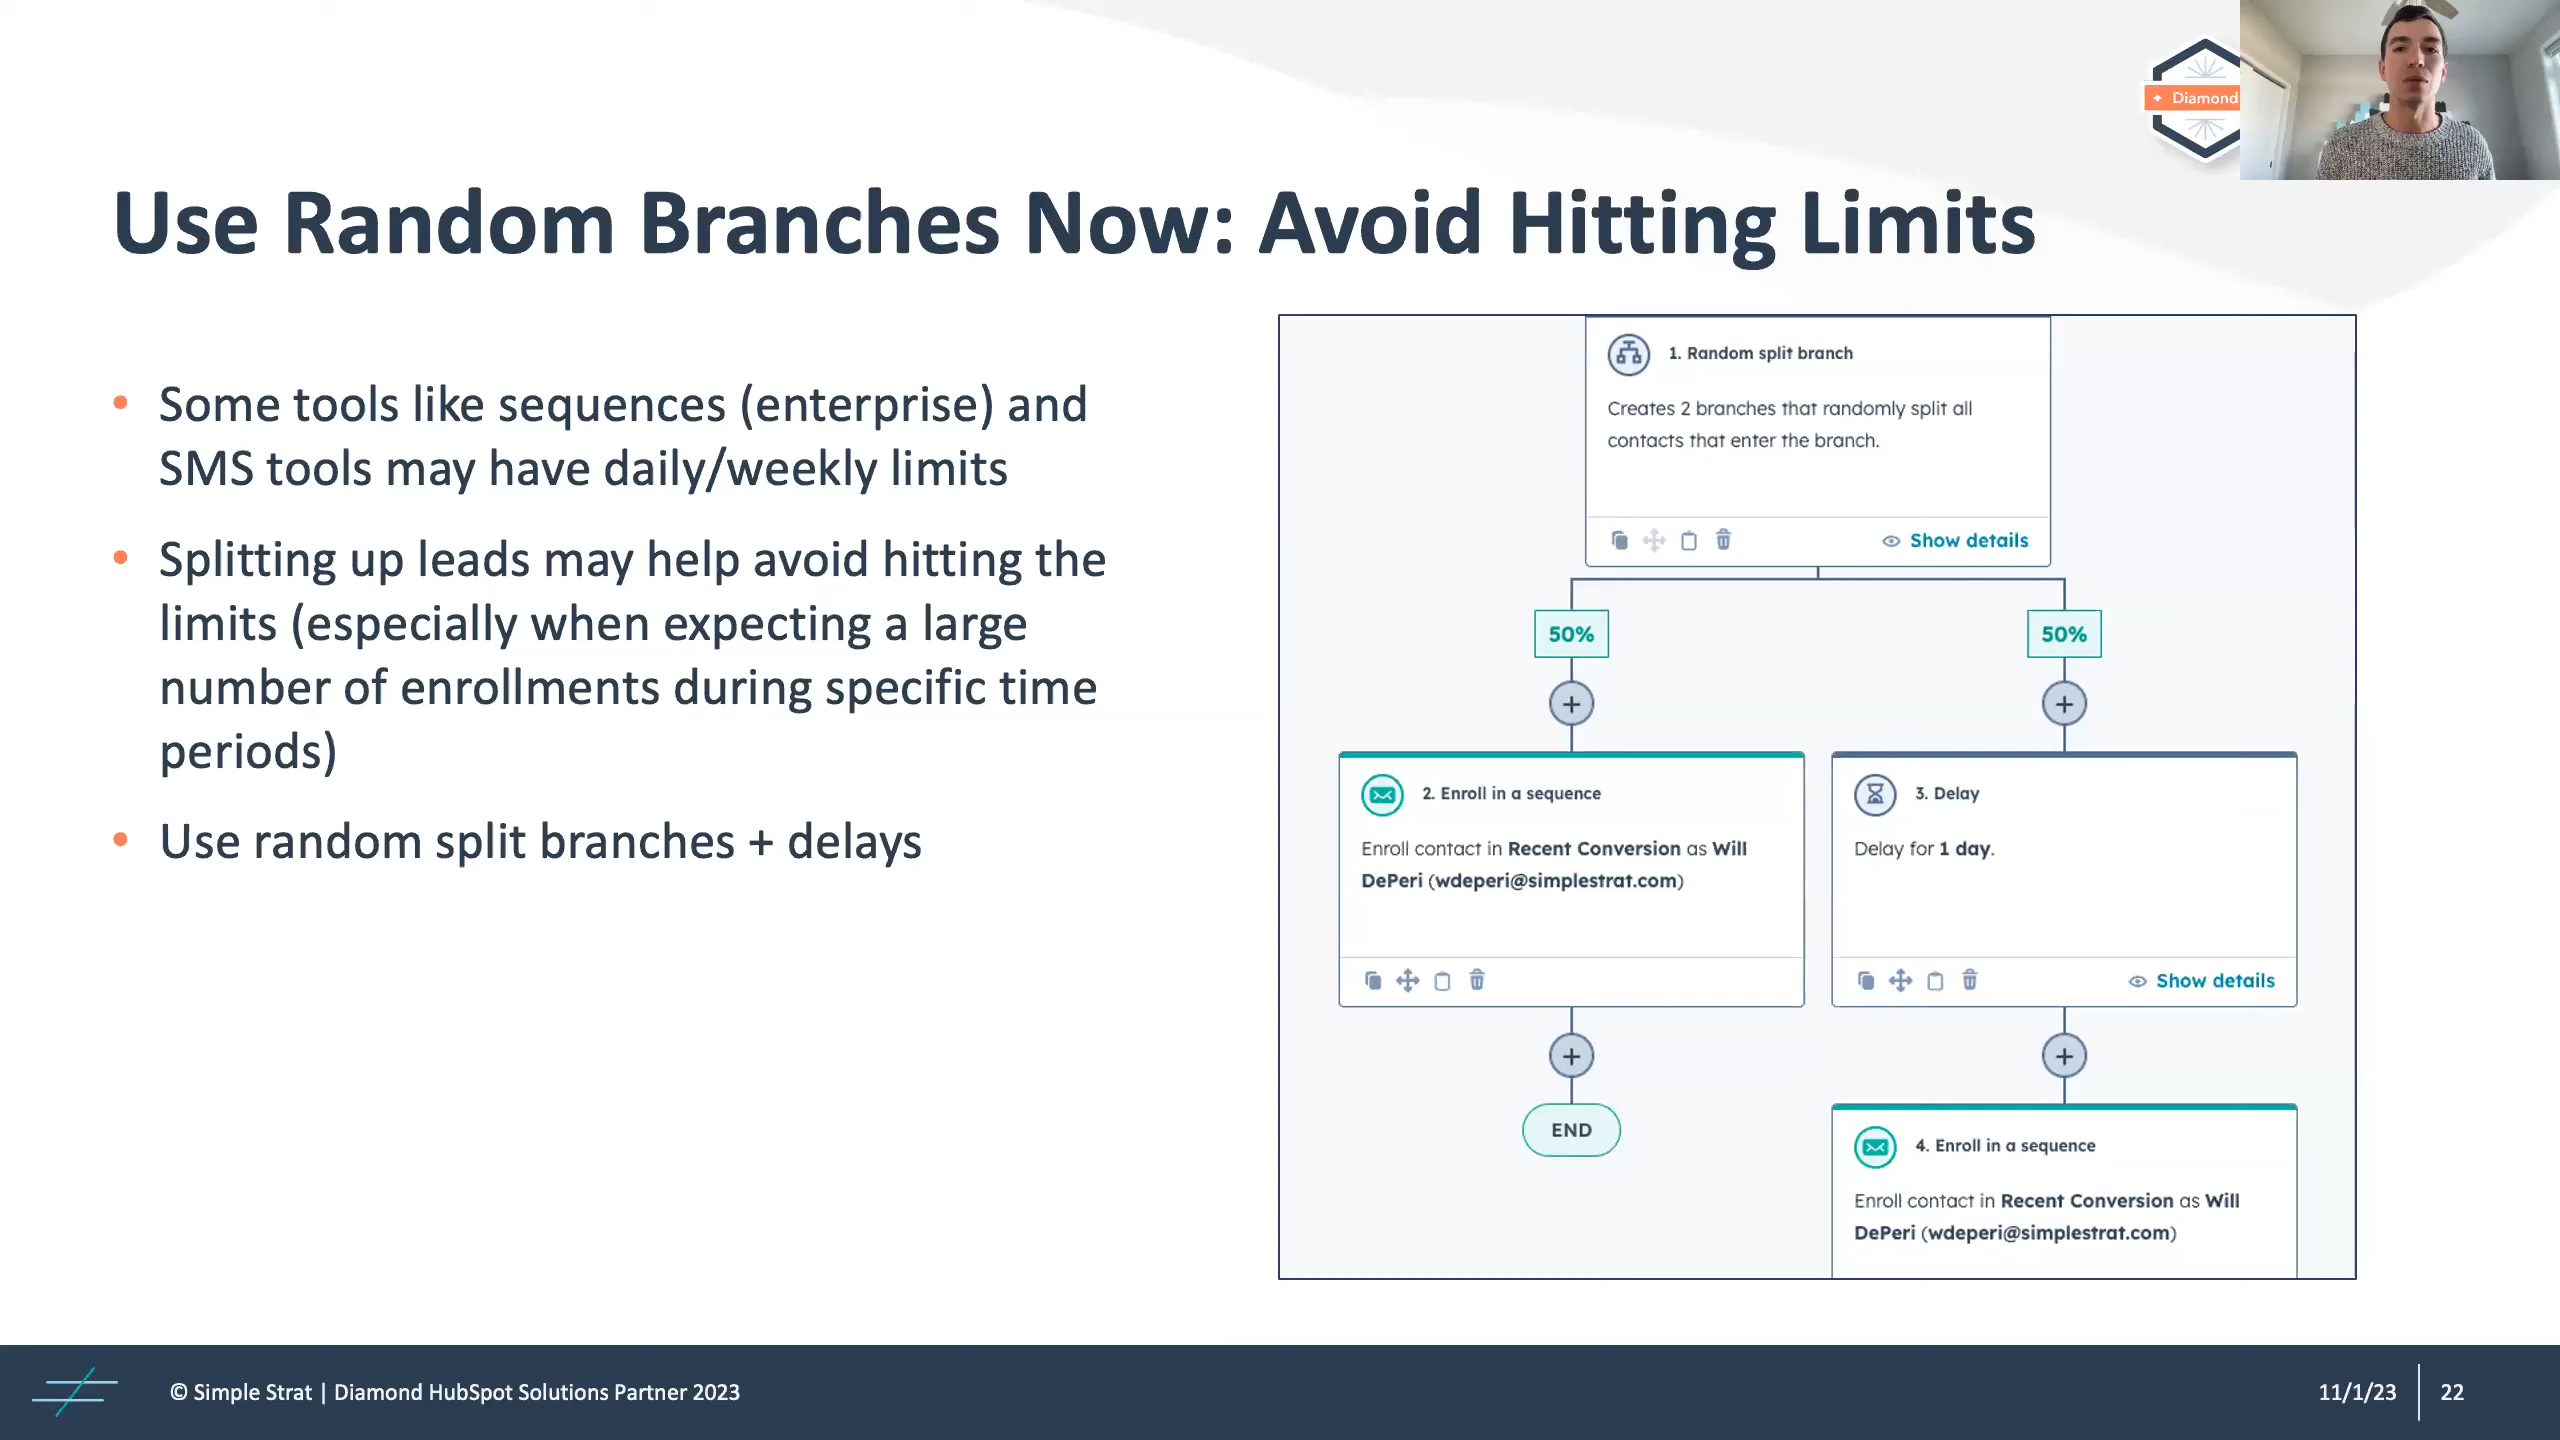 Diamond
Use Random Branches Now: Avoid Hitting Limits
• Some tools like sequences (enterprise) and
SMS tools may have daily/weekly limits
• Splitting up leads may help avoid hitting the
limits (especially when expecting a large
number of enrollments during specific time
periods)
• Use random split branches + delays
1. Random split branch
Creates 2 branches that randomly split all
contacts that enter the branch.
Show details
50%
50%
2. Enroll in a sequence
Enroll contact in Recent Conversion as Will
DePeri (wdeperi@simplestrat.com)
3. Delay
Delay for 1 day.
Show details
END
4. Enroll in a sequence
Enroll contact in Recent Conversion as Will
DePeri (wdeperi@simplestrat.com)
© Simple Strat | Diamond HubSpot Solutions Partner 2023
11/1/23
22